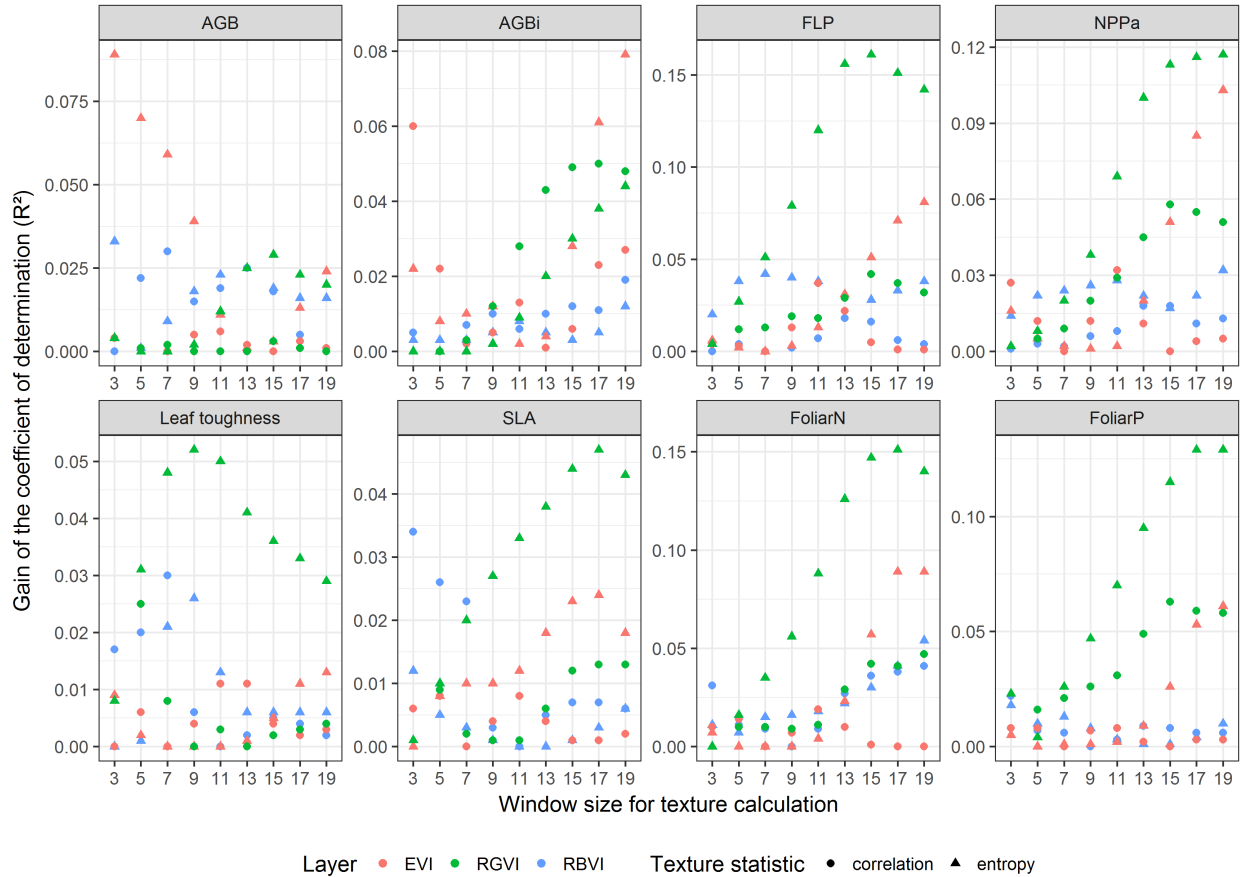 AGB AGBi FLP NPPa
0.075
0.050
0.025
0.000
0.08
0.06
0.04
0.02
0.00
0.15
0.10
0.05
0.00
0.12
0.09
0.06
0.03
0.00
3 5 7 9 11 13 15 17 19
3 5 7 9 11 13 15 17 19
3 5 7 9 11 13 15 17 19
3 5 7 9 11 13 15 17 19
Gain of the coefficient of determination (R²)
Leaf toughness SLA FoliarN FoliarP
0.05
0.04
0.03
0.02
0.01
0.00
0.04
0.03
0.02
0.01
0.00
0.15
0.10
0.05
0.00
0.10
0.05
0.00
3 5 7 9 11 13 15 17 19
3 5 7 9 11 13 15 17 19
3 5 7 9 11 13 15 17 19
3 5 7 9 11 13 15 17 19
Window size for texture calculation
Layer EVI RGVI RBVI Texture statistic correlation entropy